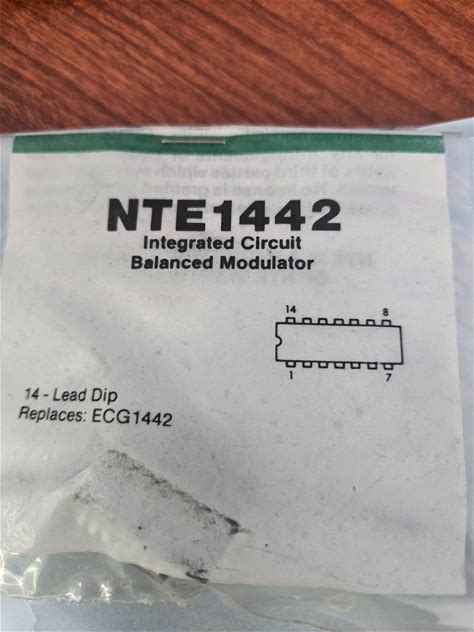 NTE1442
Integrated Circuit
Balanced Modulator
14 8
1 7
14 - Lead Dip
Replaces: ECG1442